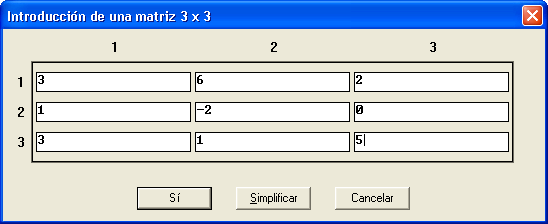 Introducción de una matriz 3 x 3
1 2 3
1 3 6 2
2 1 -2 0
3 3 1 5
Sí Simplificar Cancelar